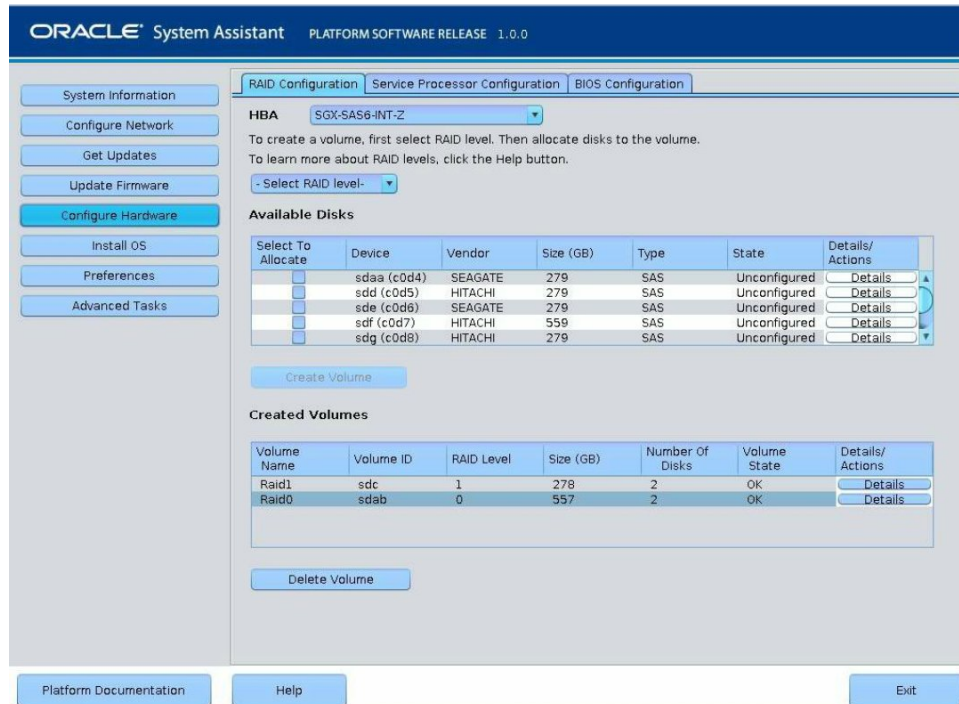 ORACLE® System Assistant PLATFORM SOFTWARE RELEASE 1.0.0
System Information
Configure Network
Get Updates
Update Firmware
Configure Hardware
Install OS
Preferences
Advanced Tasks
RAID Configuration Service Processor Configuration BIOS Configuration
HBA SGX-SAS6-INT-Z
To create a volume, first select RAID level. Then allocate disks to the volume.
To learn more about RAID levels, click the Help button.
- Select RAID level-
Available Disks
Select To Allocate Device Vendor Size (GB) Type State Details/ Actions
sdaa (c0d4) SEAGATE 279 SAS Unconfigured Details
sdd (c0d5) HITACHI 279 SAS Unconfigured Details
sde (c0d6) SEAGATE 279 SAS Unconfigured Details
sdf (c0d7) HITACHI 559 SAS Unconfigured Details
sdg (c0d8) HITACHI 279 SAS Unconfigured Details
Create Volume
Created Volumes
Volume Name Volume ID RAID Level Size (GB) Number Of Disks Volume State Details/ Actions
Raid1 sdc 1 278 2 OK Details
Raid0 sdab 0 557 2 OK Details
Delete Volume
Platform Documentation Help Exit